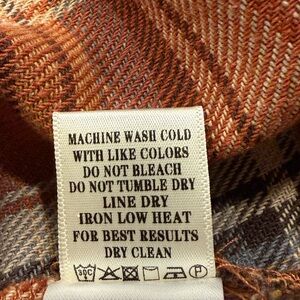 MACHINE WASH COLD
WITH LIKE COLORS
DO NOT BLEACH
DO NOT TUMBLE DRY
LINE DRY
IRON LOW HEAT
FOR BEST RESULTS
DRY CLEAN
30C P